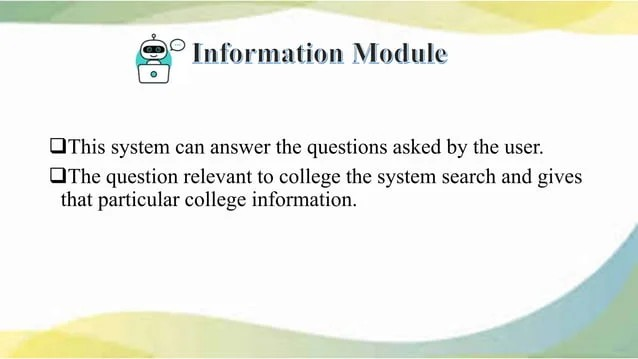 Information Module
❑This system can answer the questions asked by the user.
❑The question relevant to college the system search and gives
that particular college information.